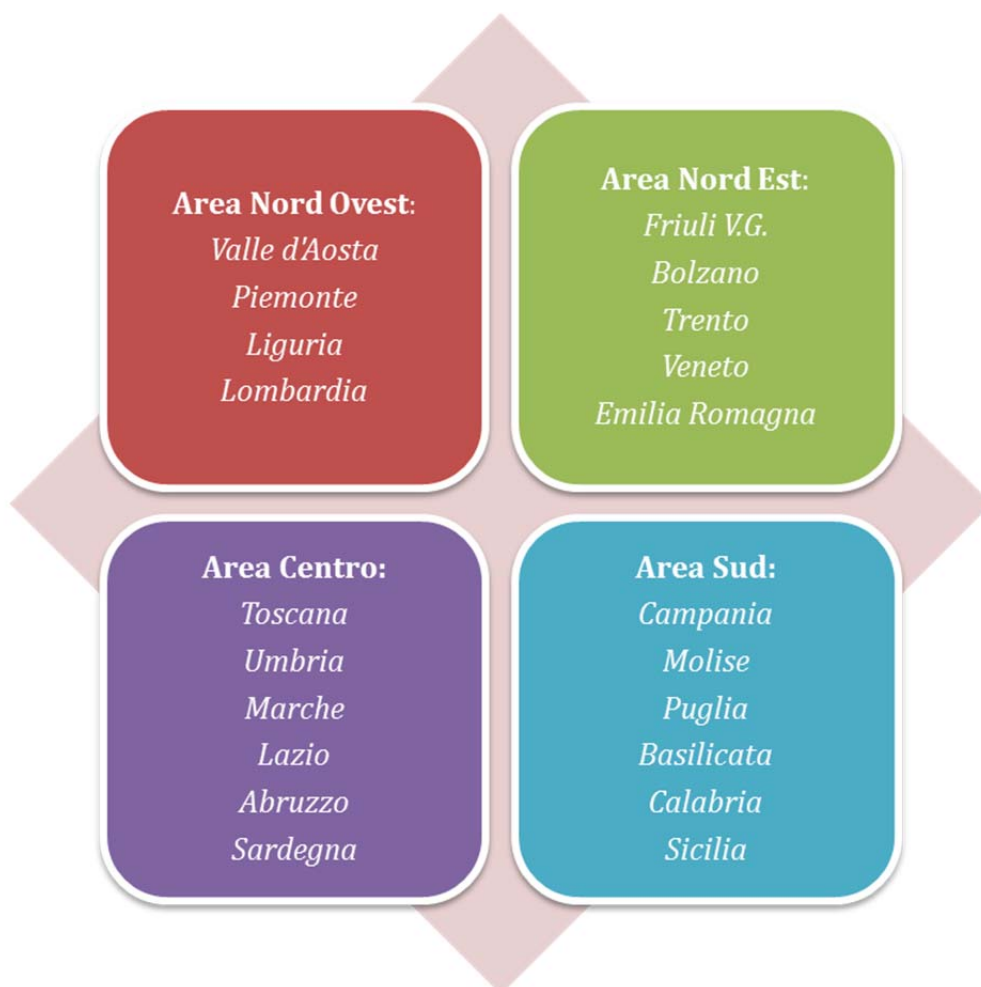 Area Nord Ovest:
Valle d'Aosta
Piemonte
Liguria
Lombardia
Area Nord Est:
Friuli V.G.
Bolzano
Trento
Veneto
Emilia Romagna
Area Centro:
Toscana
Umbria
Marche
Lazio
Abruzzo
Sardegna
Area Sud:
Campania
Molise
Puglia
Basilicata
Calabria
Sicilia